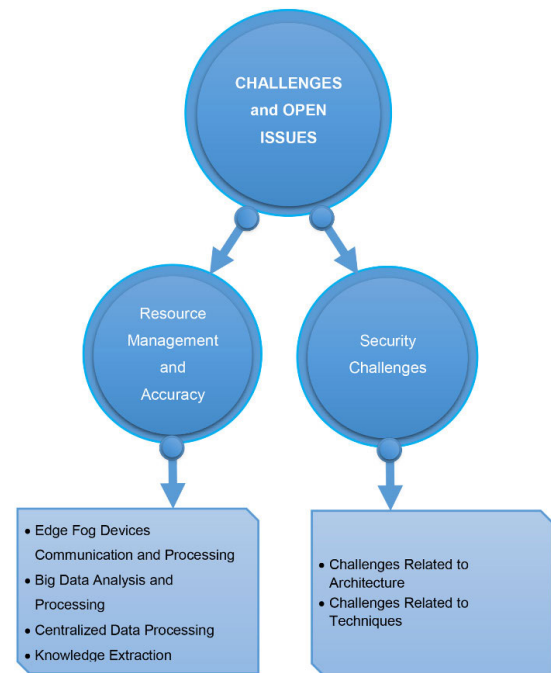 CHALLENGES
and OPEN
ISSUES
Resource
Management
and
Accuracy
Security
Challenges
• Edge Fog Devices
Communication and Processing
• Big Data Analysis and
Processing
• Centralized Data Processing
• Knowledge Extraction
• Challenges Related to
Architecture
• Challenges Related to
Techniques